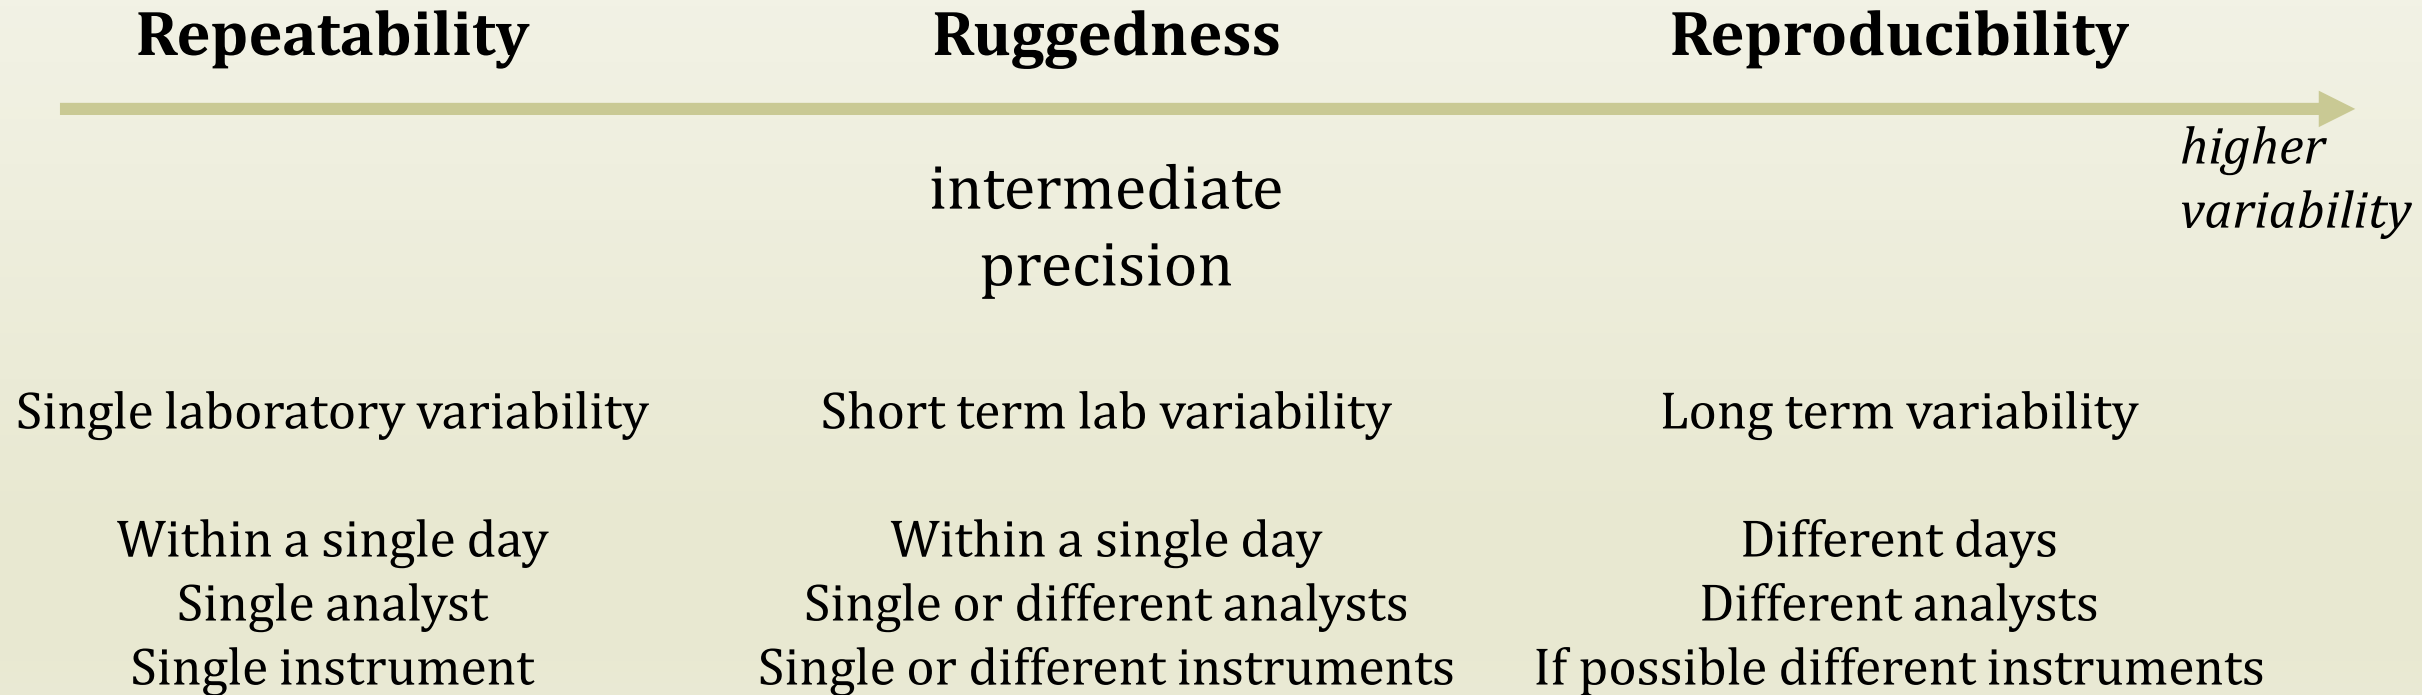 Repeatability
Ruggedness
Reproducibility
higher
variability
intermediate
precision
Single laboratory variability
Short term lab variability
Long term variability
Within a single day
Single analyst
Single instrument
Within a single day
Single or different analysts
Single or different instruments
Different days
Different analysts
If possible different instruments